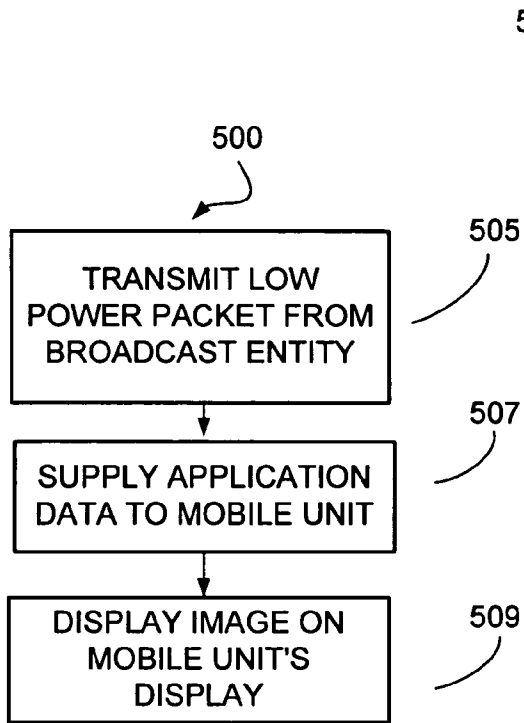 5
500
505
TRANSMIT LOW
POWER PACKET FROM
BROADCAST ENTITY
507
SUPPLY APPLICATION
DATA TO MOBILE UNIT
509
DISPLAY IMAGE ON
MOBILE UNIT'S
DISPLAY